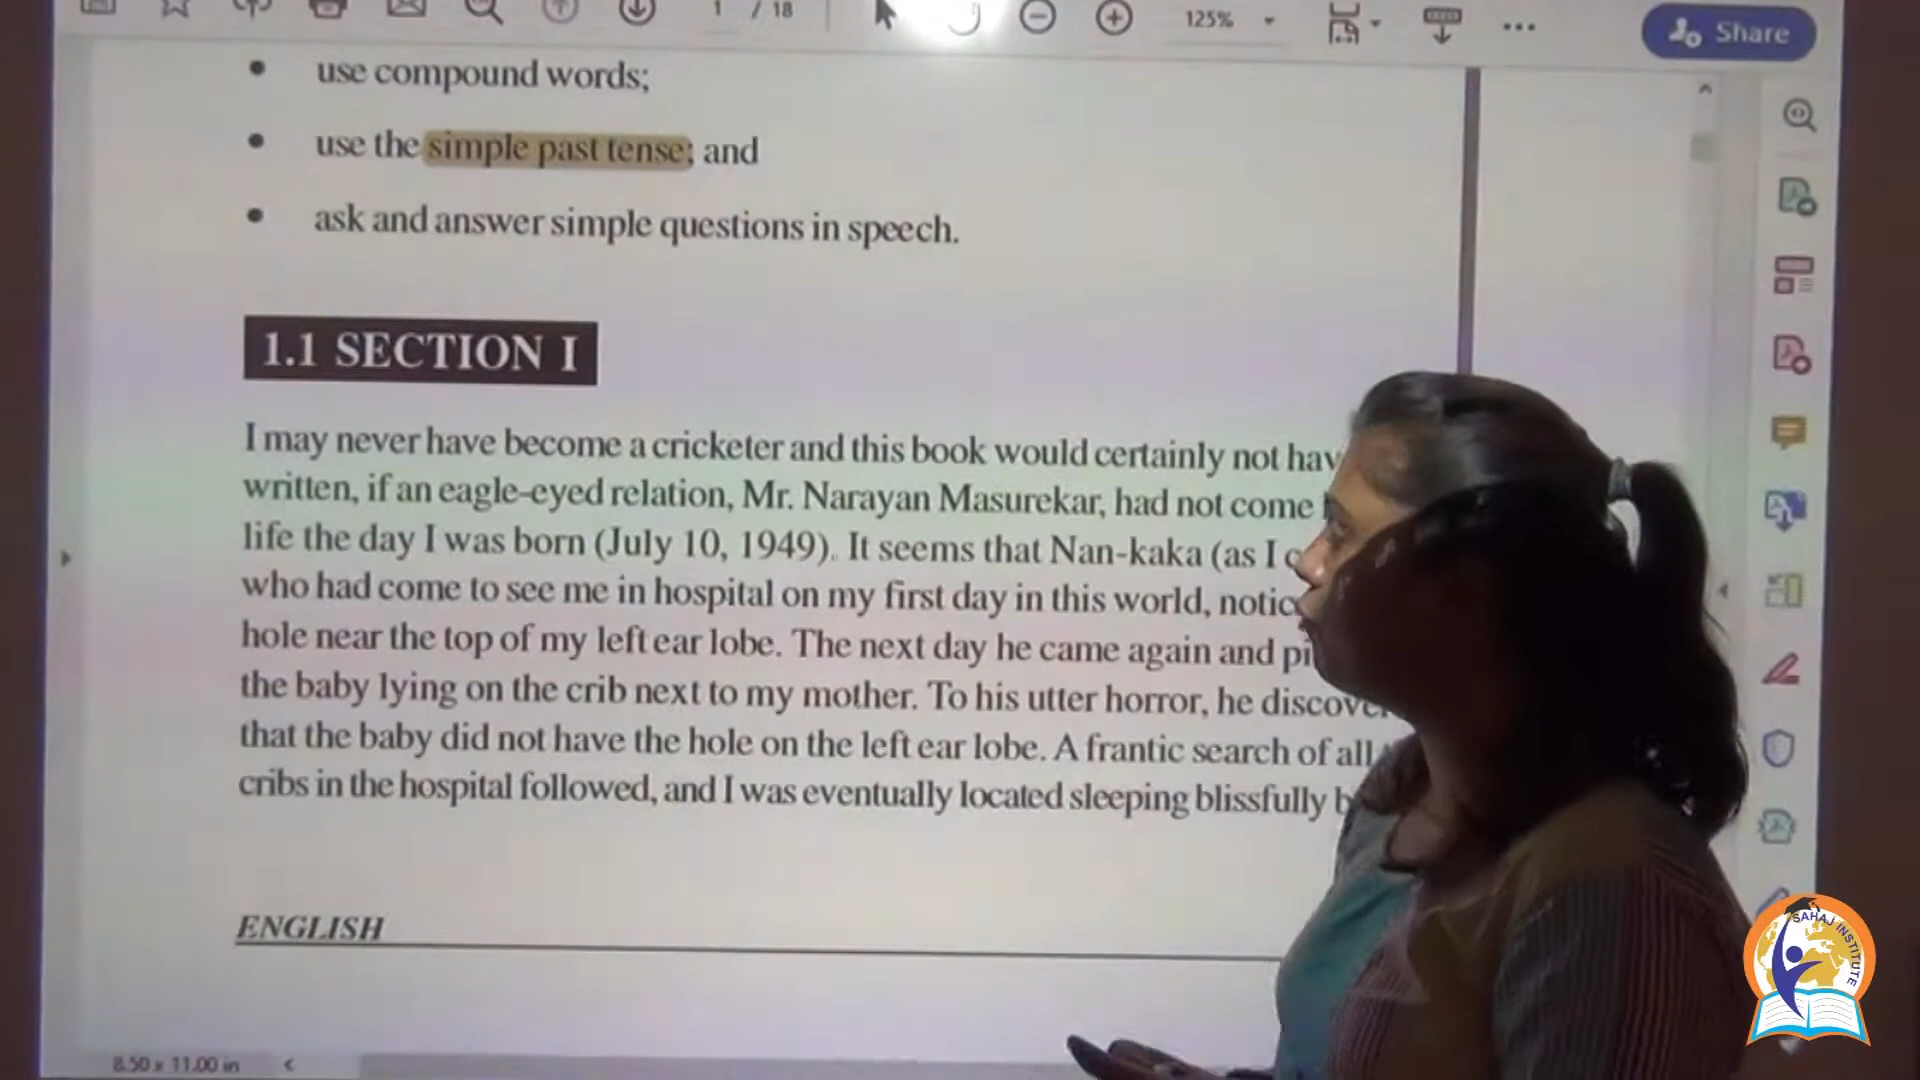 1 / 18
125%
Share
use compound words;
use the simple past tense; and
ask and answer simple questions in speech.
1.1 SECTION I
I may never have become a cricketer and this book would certainly not
written, if an eagle-eyed relation, Mr. Narayan Masurekar, had not come
life the day I was born (July 10, 1949). It seems that Nan-kaka (as I
who had come to see me in hospital on my first day in this world,
hole near the top of my left ear lobe. The next day he came again and
the baby lying on the crib next to my mother. To his utter horror, he
that the baby did not have the hole on the left ear lobe. A frantic search of all
cribs in the hospital followed, and I was eventually located sleeping blissfully
ENGLISH
8.50 x 11.00 in
SAHAJ INSTITUTE